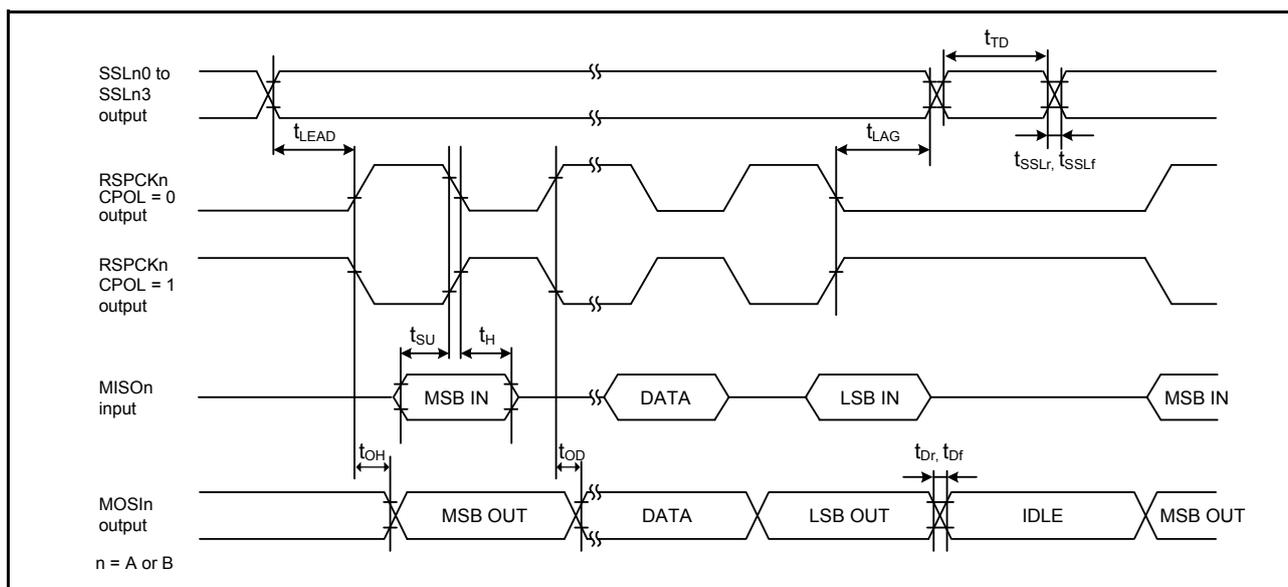 tTD
SSLn0 to
SSLn3
output
tLEAD
tLAG
tSSLr, tSSLf
RSPCKn
CPOL = 0
output
RSPCKn
CPOL = 1
output
tSU
tH
MISOn
input
MSB IN
DATA
LSB IN
MSB IN
tOH
tOD
tDr, tDf
MOSIn
output
MSB OUT
DATA
LSB OUT
IDLE
MSB OUT
n = A or B